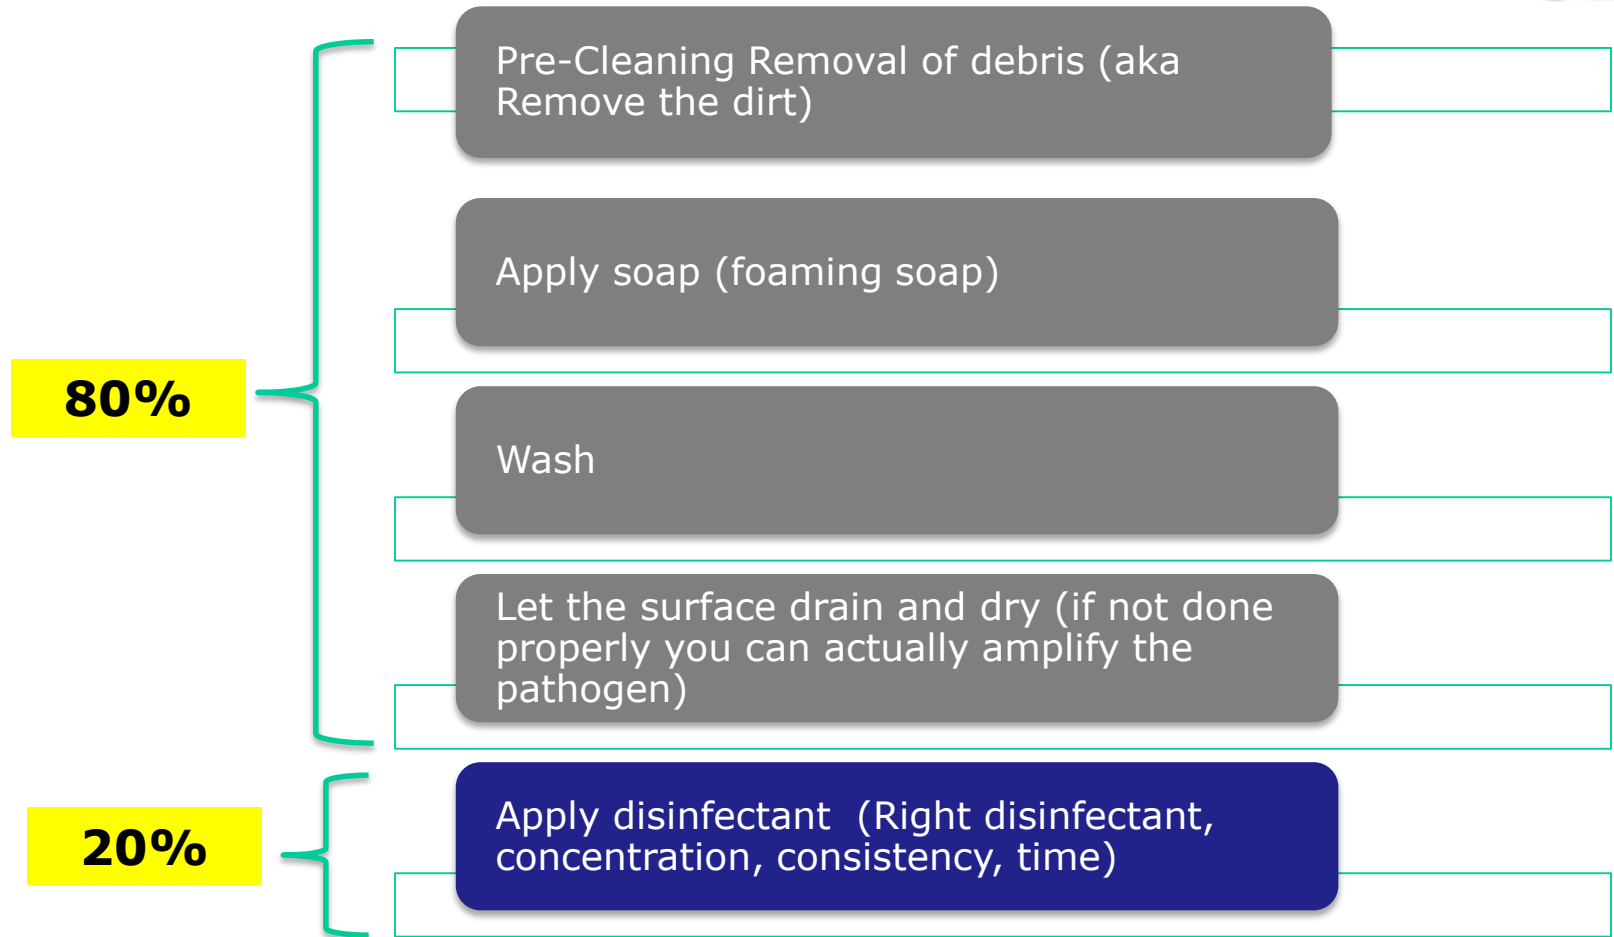 Pre-Cleaning Removal of debris (aka
Remove the dirt)
Apply soap (foaming soap)
80%
Wash
Let the surface drain and dry (if not done
properly you can actually amplify the
pathogen)
20%
Apply disinfectant  (Right disinfectant,
concentration, consistency, time)